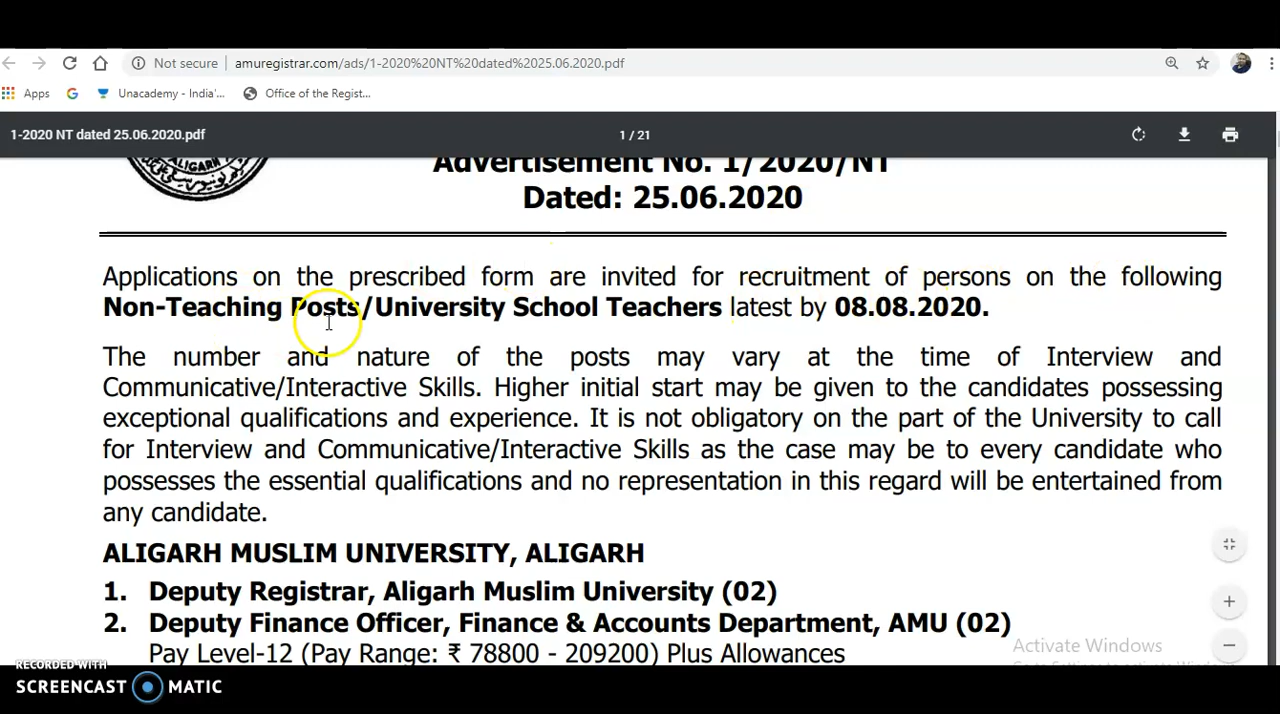 Not secure | amuregistrar.com/ads/1-2020%20NT%20dated%2025.06.2020.pdf
Apps Unacademy - India'... Office of the Regist...
1-2020 NT dated 25.06.2020.pdf 1 / 21
Advertisement No. 1/2020/NT
Dated: 25.06.2020
Applications on the prescribed form are invited for recruitment of persons on the following
Non-Teaching Posts/University School Teachers latest by 08.08.2020.
The number and nature of the posts may vary at the time of Interview and
Communicative/Interactive Skills. Higher initial start may be given to the candidates possessing
exceptional qualifications and experience. It is not obligatory on the part of the University to call
for Interview and Communicative/Interactive Skills as the case may be to every candidate who
possesses the essential qualifications and no representation in this regard will be entertained from
any candidate.
ALIGARH MUSLIM UNIVERSITY, ALIGARH
1. Deputy Registrar, Aligarh Muslim University (02)
2. Deputy Finance Officer, Finance & Accounts Department, AMU (02)
Pay Level-12 (Pay Range: ₹ 78800 - 209200) Plus Allowances
Activate Windows
RECORDED WITH
SCREENCAST MATIC